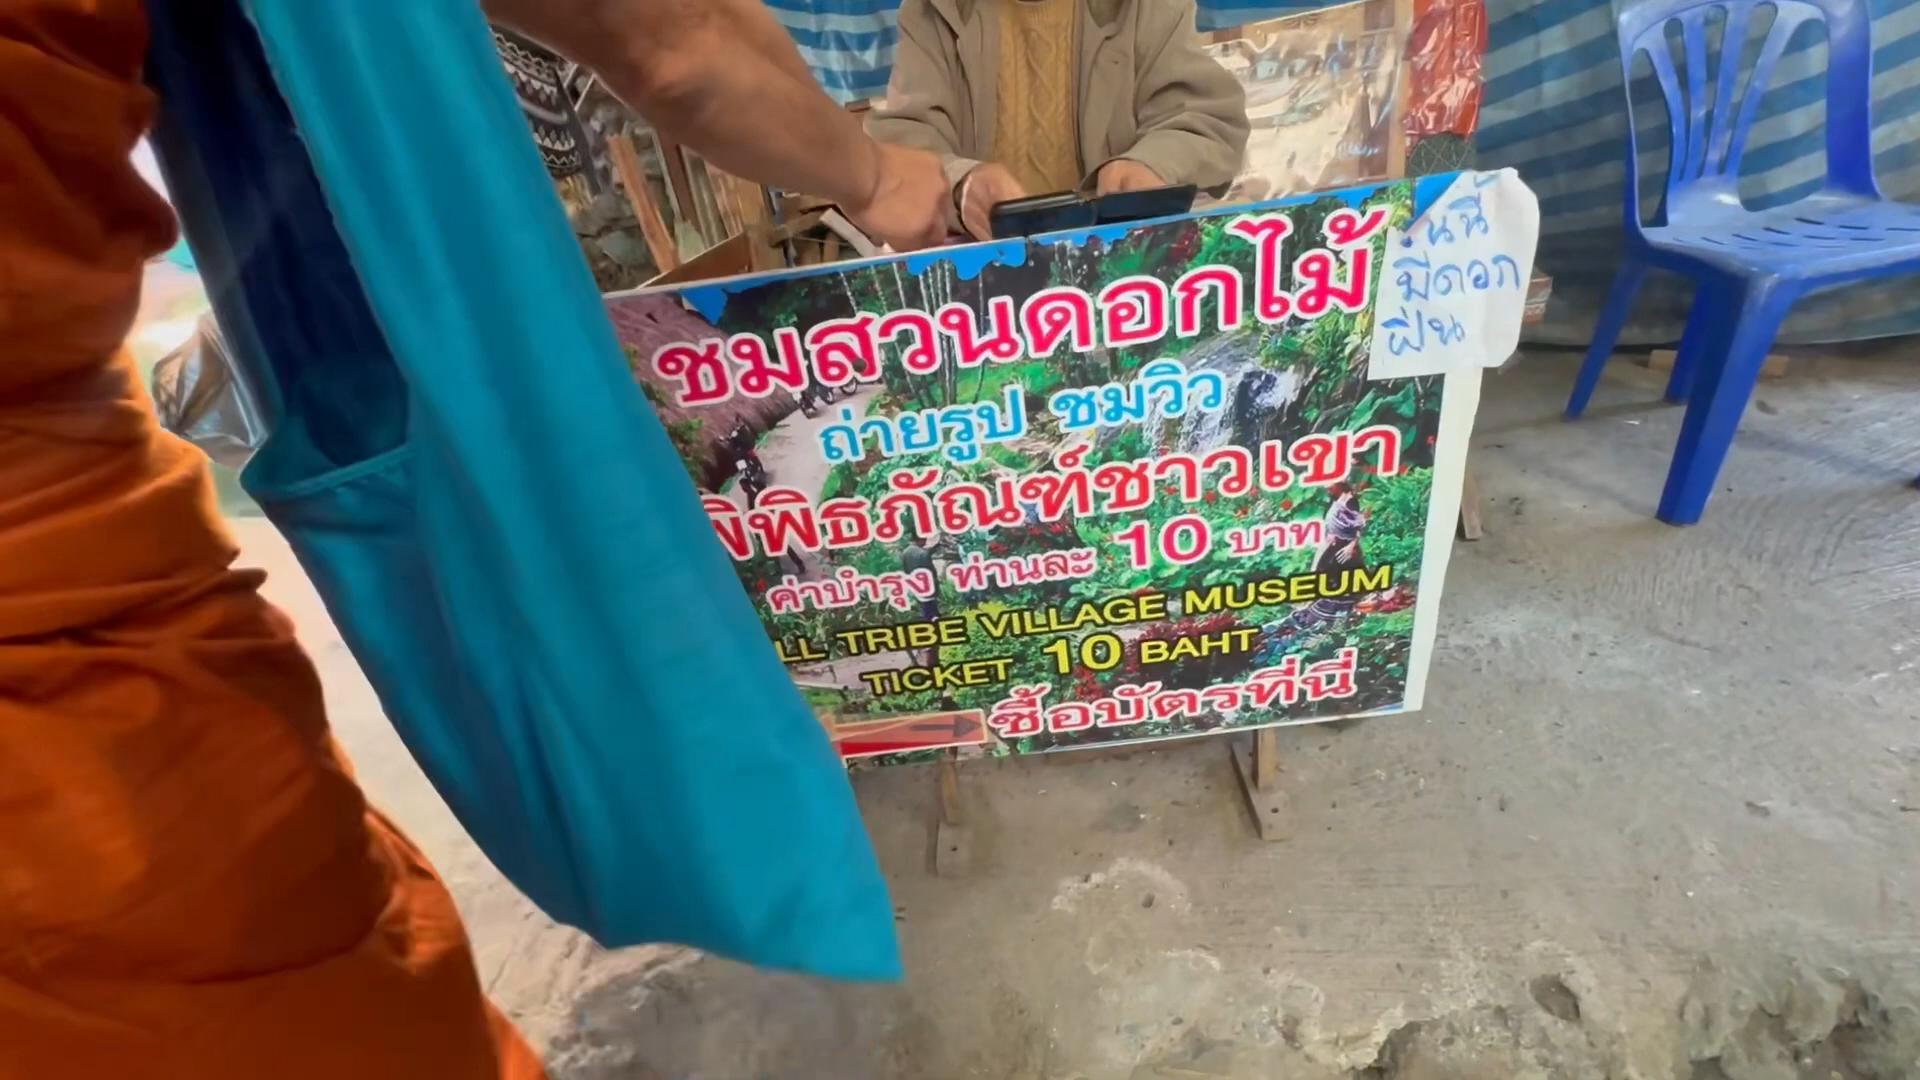 ชมสวนดอกไม้
ถ่ายรูป ชมวิว
พิพิธภัณฑ์ชาวเขา
ค่าบำรุง ท่านละ 10 บาท
LL TRIBE VILLAGE MUSEUM
TICKET 10 BAHT
ซื้อบัตรที่นี่
มีดอก
ฝิ่น